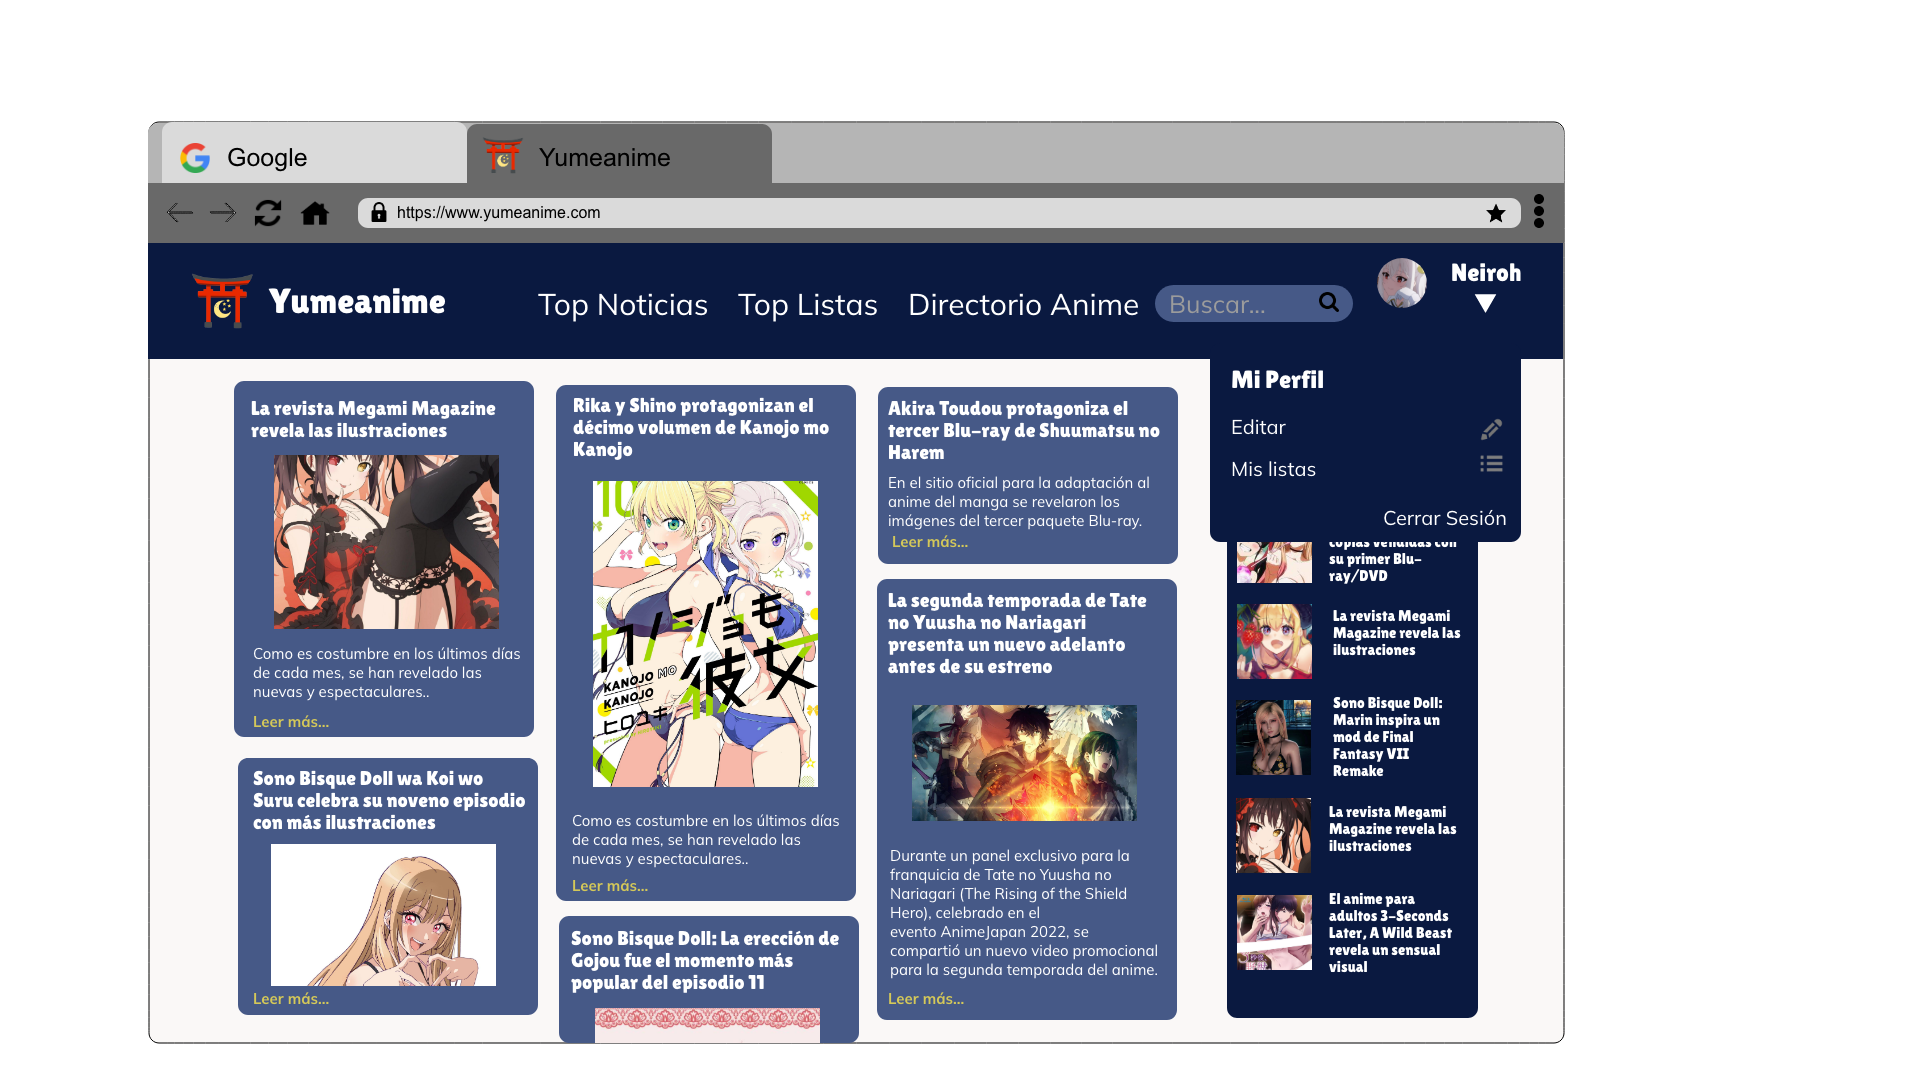 Google
Yumeanime
https://www.yumeanime.com
Yumeanime
Top Noticias
Top Listas
Directorio Anime
Buscar...
Neiroh
Mi Perfil
Editar
Mis listas
Cerrar Sesión
La revista Megami Magazine
revela las ilustraciones
Como es costumbre en los últimos días
de cada mes, se han revelado las
nuevas y espectaculares..
Leer más...
Sono Bisque Doll wa Koi wo
Suru celebra su noveno episodio
con más ilustraciones
Leer más...
Rika y Shino protagonizan el
décimo volumen de Kanojo mo
Kanojo
10
カノジョも
彼女
KANOJO MO
KANOJO
ヒロユキ
Como es costumbre en los últimos días
de cada mes, se han revelado las
nuevas y espectaculares..
Leer más...
Sono Bisque Doll: La erección de
Gojou fue el momento más
popular del episodio 11
Akira Toudou protagoniza el
tercer Blu-ray de Shuumatsu no
Harem
En el sitio oficial para la adaptación al
anime del manga se revelaron los
imágenes del tercer paquete Blu-ray.
Leer más...
La segunda temporada de Tate
no Yuusha no Nariagari
presenta un nuevo adelanto
antes de su estreno
Durante un panel exclusivo para la
franquicia de Tate no Yuusha no
Nariagari (The Rising of the Shield
Hero), celebrado en el
evento AnimeJapan 2022, se
compartió un nuevo video promocional
para la segunda temporada del anime.
Leer más...
copias vendidas con
su primer Blu-
ray/DVD
La revista Megami
Magazine revela las
ilustraciones
Sono Bisque Doll:
Marin inspira un
mod de Final
Fantasy VII
Remake
La revista Megami
Magazine revela las
ilustraciones
El anime para
adultos 3-Seconds
Later, A Wild Beast
revela un sensual
visual